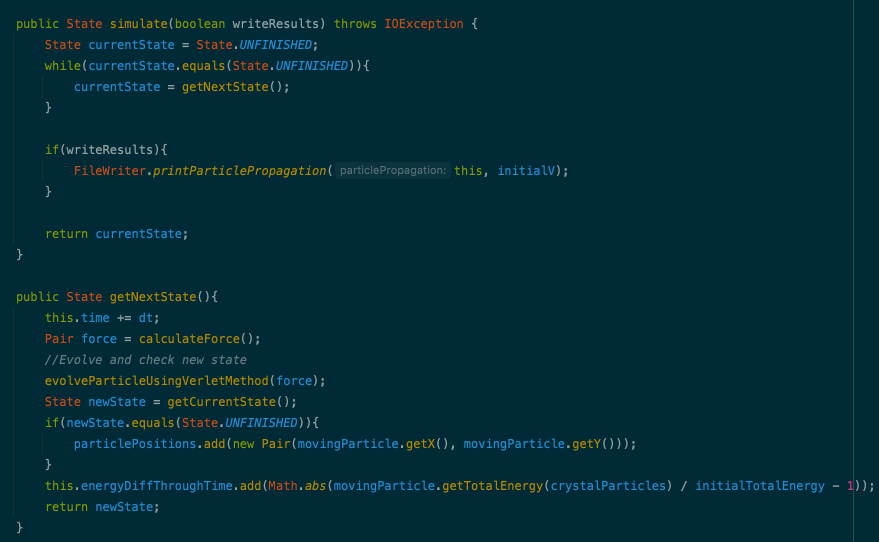 public State simulate(boolean writeResults) throws IOException {
    State currentState = State.UNFINISHED;
    while(currentState.equals(State.UNFINISHED)){
        currentState = getNextState();
    }

    if(writeResults){
        FileWriter.printParticlePropagation( particlePropagation: this, initialV);
    }

    return currentState;
}

public State getNextState(){
    this.time += dt;
    Pair force = calculateForce();
    //Evolve and check new state
    evolveParticleUsingVerletMethod(force);
    State newState = getCurrentState();
    if(newState.equals(State.UNFINISHED)){
        particlePositions.add(new Pair(movingParticle.getX(), movingParticle.getY()));
    }
    this.energyDiffThroughTime.add(Math.abs(movingParticle.getTotalEnergy(crystalParticles) / initialTotalEnergy - 1));
    return newState;
}